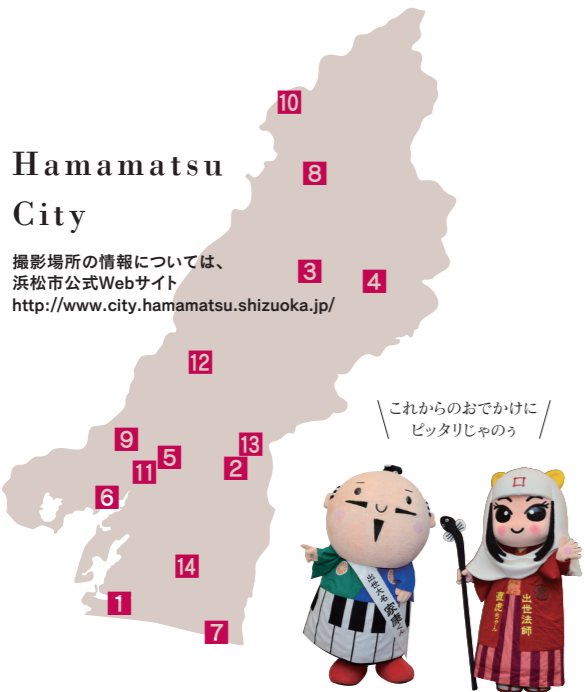 Hamamatsu
City
撮影場所の情報については、
浜松市公式Webサイト
http://www.city.hamamatsu.shizuoka.jp/
10
8
3
4
12
9
13
5
2
11
6
14
1
7
これからのおでかけに
ピッタリじゃのぅ
出世大名
家康くん
出世法師
直虎ちゃん